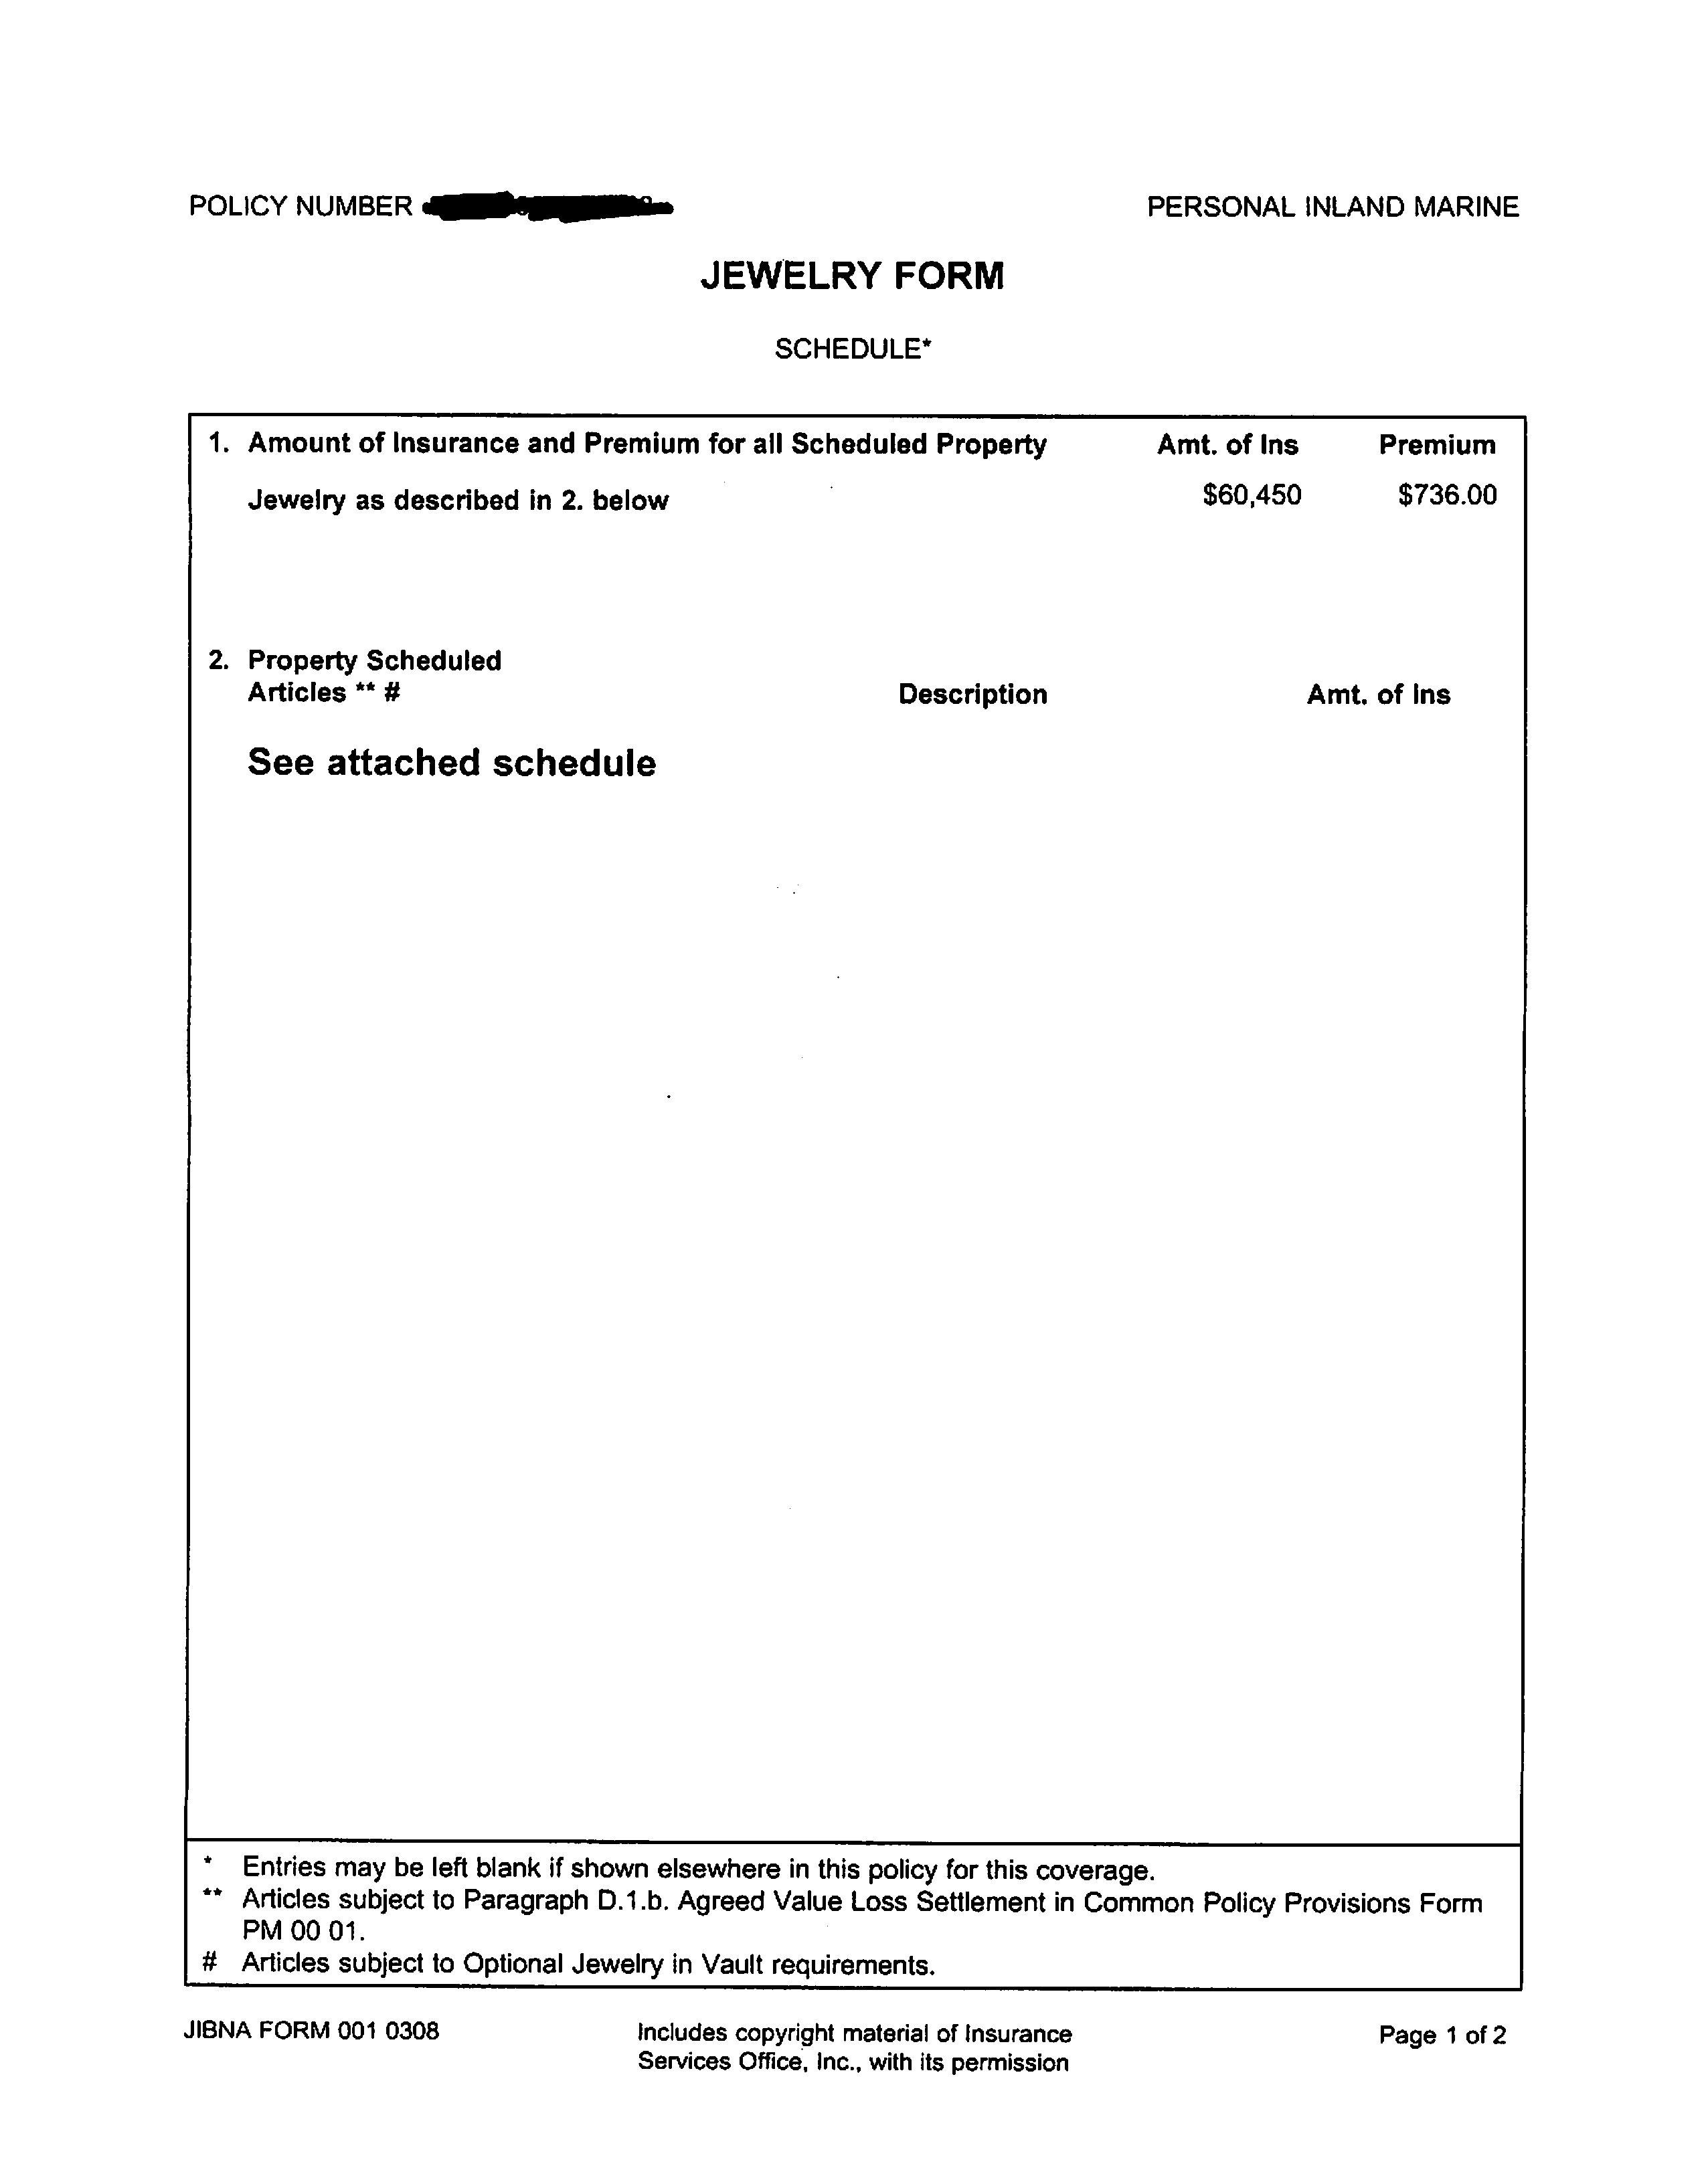 POLICY NUMBER
PERSONAL INLAND MARINE
JEWELRY FORM
SCHEDULE*
1. Amount of Insurance and Premium for all Scheduled Property Amt. of Ins Premium
Jewelry as described in 2. below $60,450 $736.00
2. Property Scheduled
Articles ** # Description Amt. of Ins
See attached schedule
* Entries may be left blank if shown elsewhere in this policy for this coverage.
** Articles subject to Paragraph D.1.b. Agreed Value Loss Settlement in Common Policy Provisions Form
PM 00 01.
# Articles subject to Optional Jewelry in Vault requirements.
JIBNA FORM 001 0308 Includes copyright material of Insurance Page 1 of 2
Services Office, Inc., with its permission